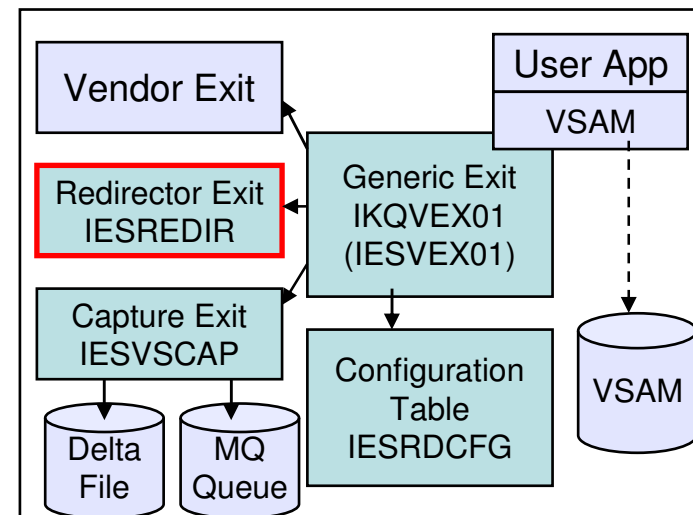 Vendor Exit
User App
VSAM
Redirector Exit
IESREDIR
Generic Exit
IKQVEX01
(IESVEX01)
Capture Exit
IESVSCAP
Configuration
Table
IESRDCFG
VSAM
Delta
File
MQ
Queue